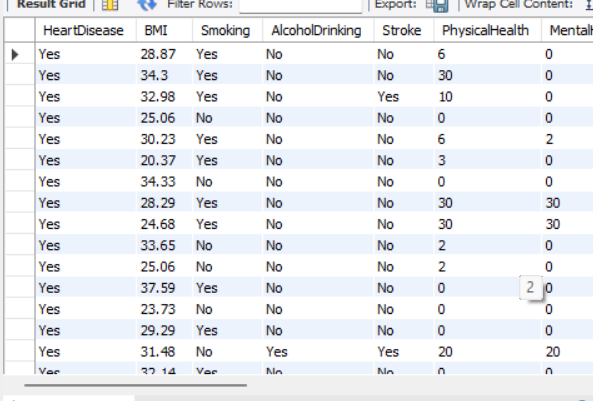 Result Grid Filter Rows: Export: Wrap Cell Content:
HeartDisease BMI Smoking AlcoholDrinking Stroke PhysicalHealth Mental
Yes 28.87 Yes No No 6 0
Yes 34.3 Yes No No 30 0
Yes 32.98 Yes No Yes 10 0
Yes 25.06 No No No 0 0
Yes 30.23 Yes No No 6 2
Yes 20.37 Yes No No 3 0
Yes 34.33 No No No 0 0
Yes 28.29 Yes No No 30 30
Yes 24.68 Yes No No 30 30
Yes 33.65 No No No 2 0
Yes 25.06 No No No 2 0
Yes 37.59 Yes No No 0 2 0
Yes 23.73 No No No 0 0
Yes 29.29 Yes No No 0 0
Yes 31.48 No Yes Yes 20 20
Yes 32.14 Yes No No 0 0